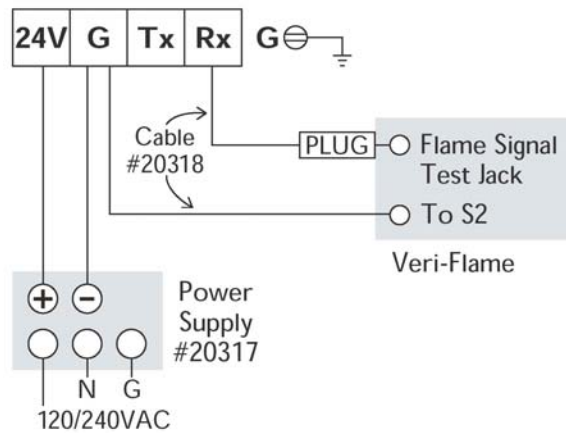 24V G Tx Rx G
Cable
#20318
PLUG
Flame Signal
Test Jack
To S2
Veri-Flame
+ −
Power
Supply
#20317
N G
120/240VAC